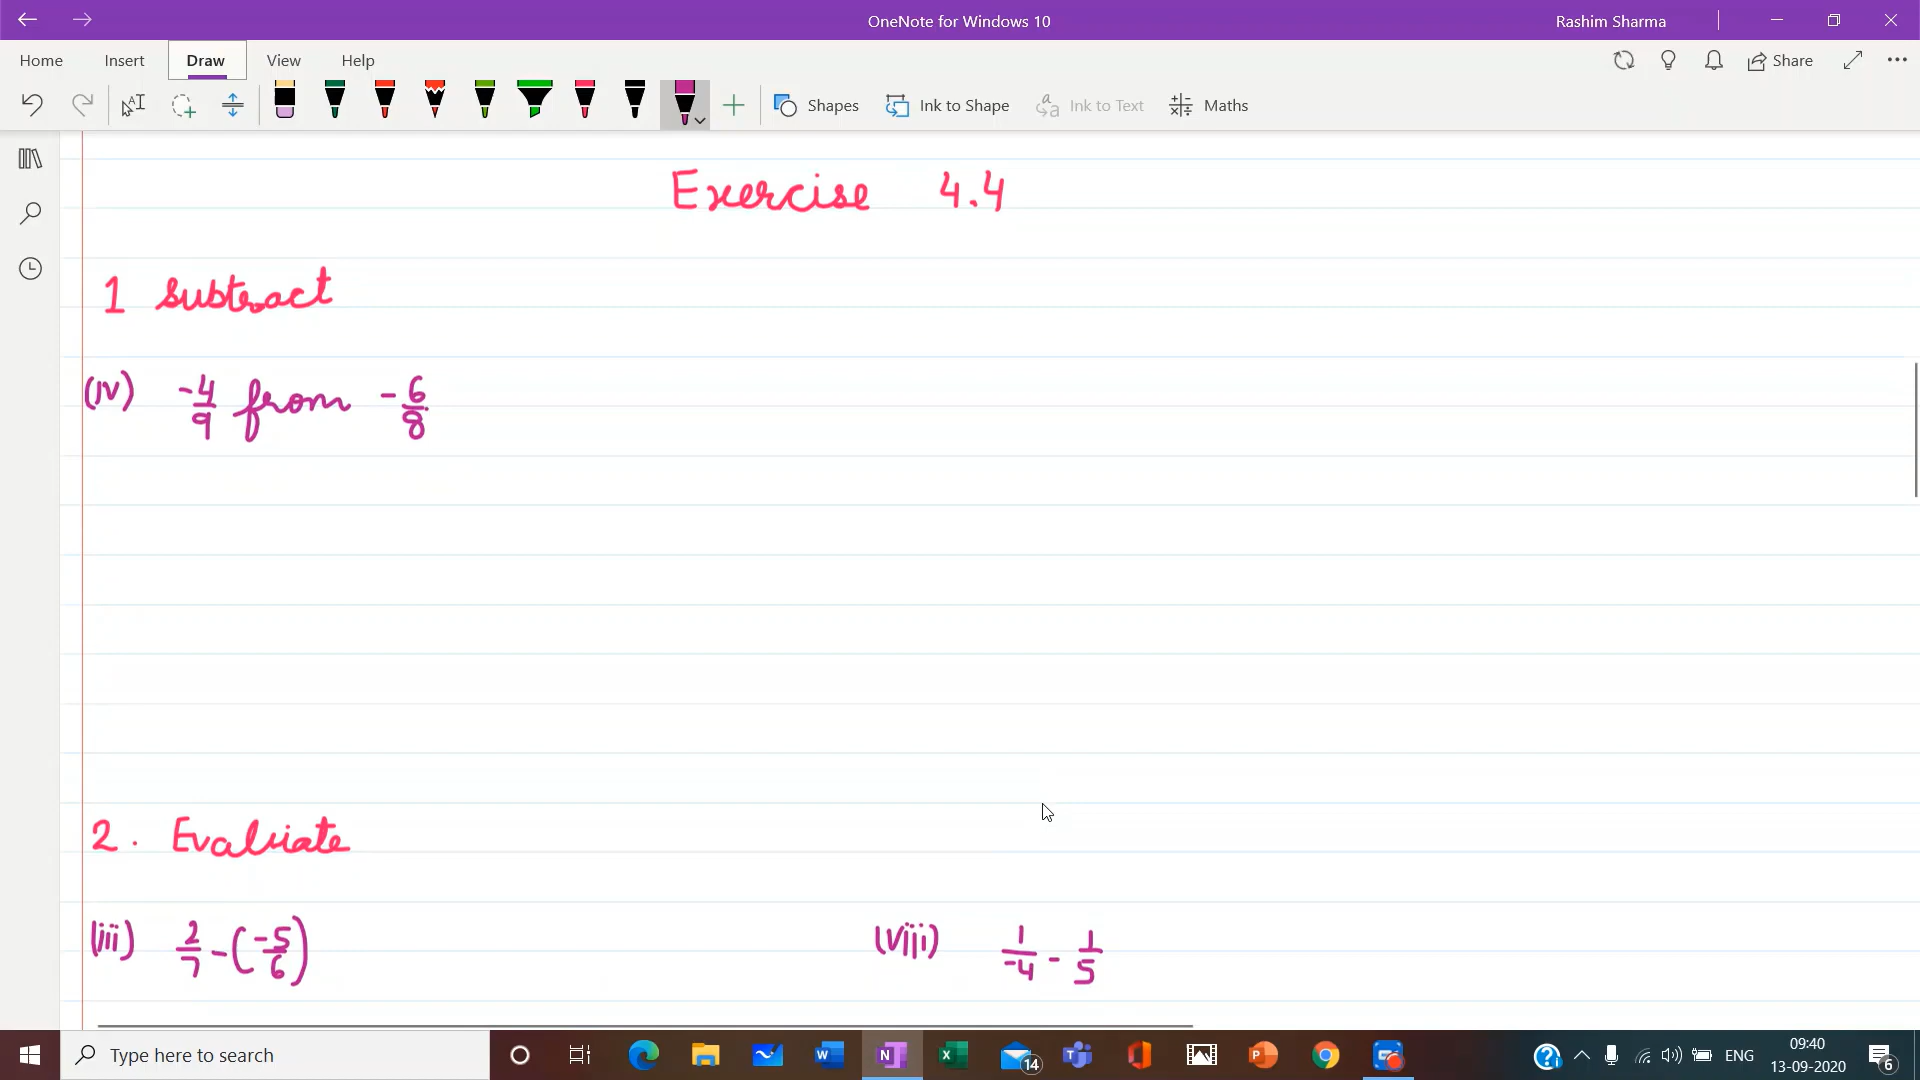 OneNote for Windows 10
Rashim Sharma
Home Insert Draw View Help
Share
Shapes Ink to Shape Ink to Text Maths
Exercise 4.4
1 Subtract
(iv) -4/9 from -6/8
2. Evaluate
(iii) 2/7 - (-5/6)
(viii) 1/-4 - 1/5
Type here to search
14
ENG
09:40
13-09-2020
6